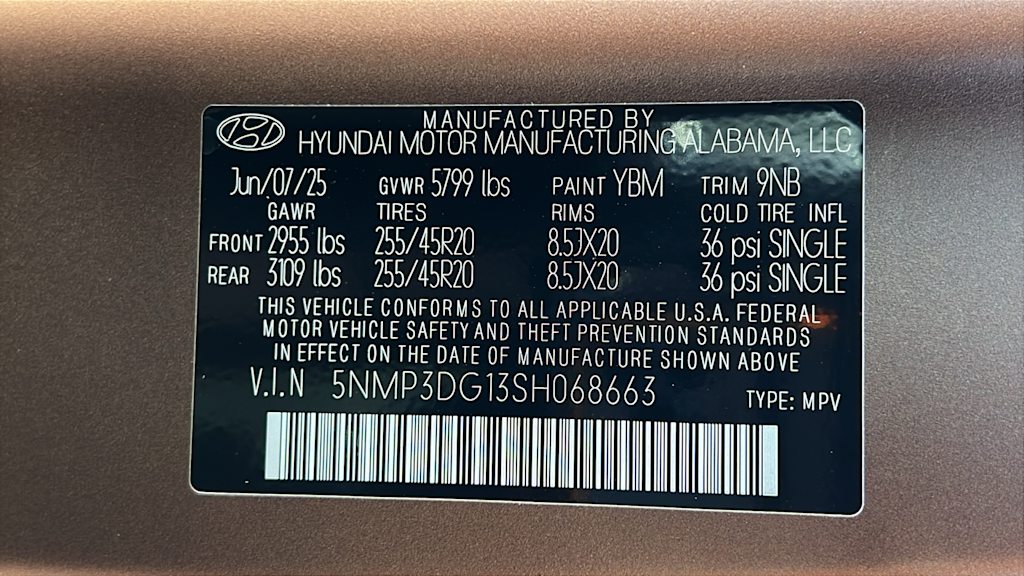 MANUFACTURED BY
HYUNDAI MOTOR MANUFACTURING ALABAMA, LLC
Jun/07/25 GVWR 5799 lbs PAINT YBM TRIM 9NB
GAWR TIRES RIMS COLD TIRE INFL
FRONT 2955 lbs 255/45R20 8.5JX20 36 psi SINGLE
REAR 3109 lbs 255/45R20 8.5JX20 36 psi SINGLE
THIS VEHICLE CONFORMS TO ALL APPLICABLE U.S.A. FEDERAL
MOTOR VEHICLE SAFETY AND THEFT PREVENTION STANDARDS
IN EFFECT ON THE DATE OF MANUFACTURE SHOWN ABOVE
V.I.N 5NMP3DG13SH068663 TYPE: MPV